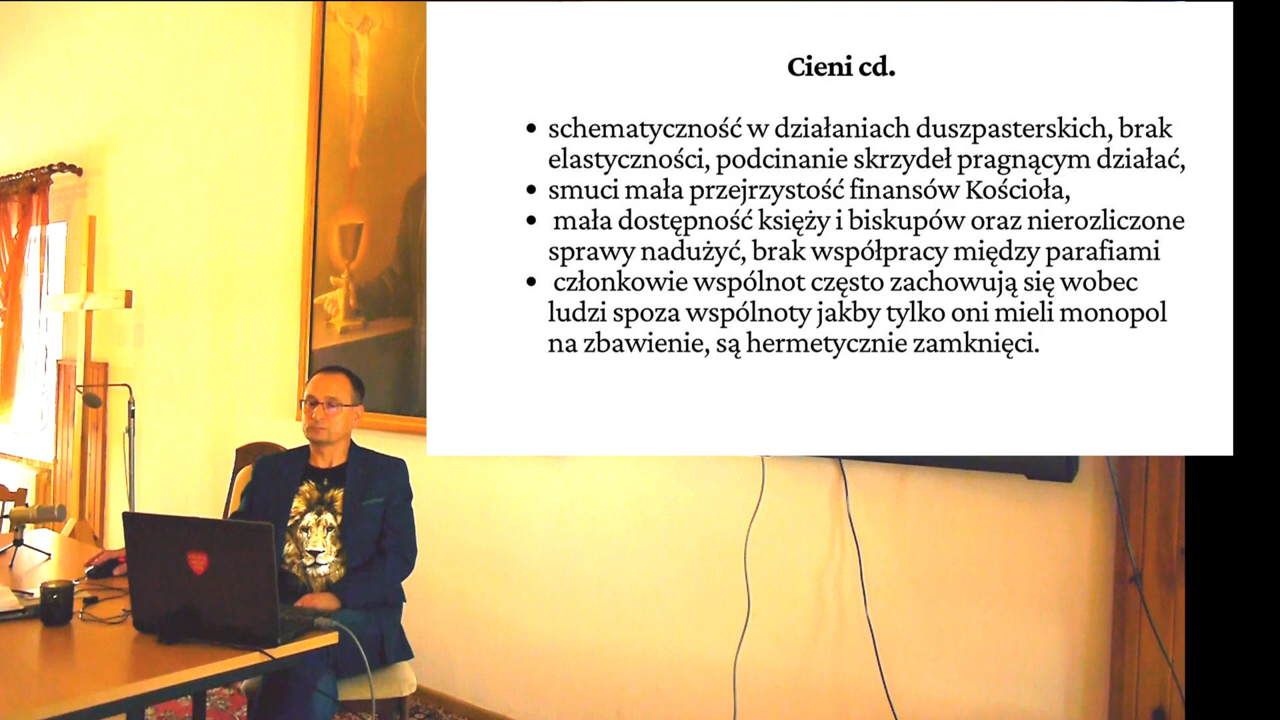 Cieni cd.
• schematyczność w działaniach duszpasterskich, brak
elastyczności, podcinanie skrzydeł pragnącym działać,
• smuci mała przejrzystość finansów Kościoła,
• mała dostępność księży i biskupów oraz nierozliczone
sprawy nadużyć, brak współpracy między parafiami
• członkowie wspólnot często zachowują się wobec
ludzi spoza wspólnoty jakby tylko oni mieli monopol
na zbawienie, są hermetycznie zamknięci.